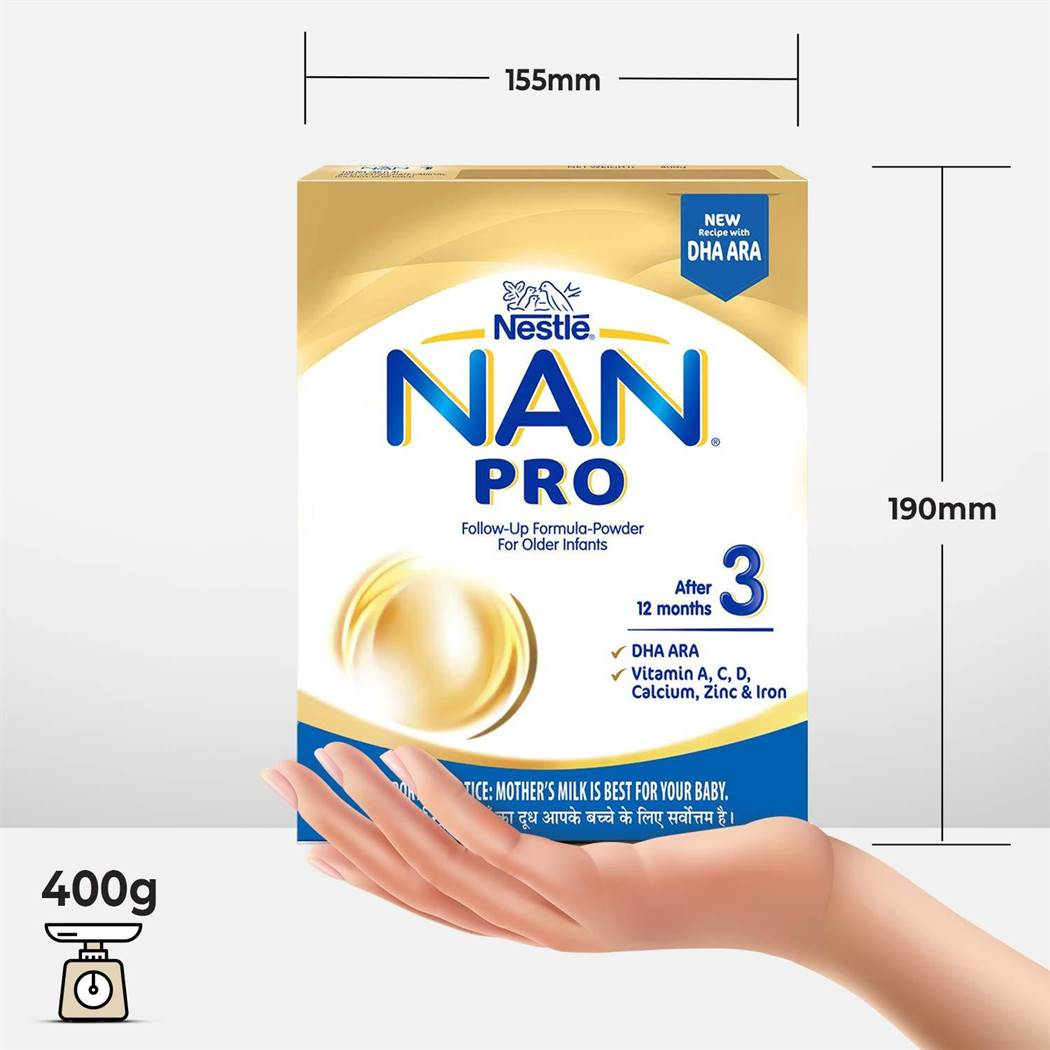 155mm
NEW
Recipe with
DHA ARA
Nestlé
NAN
PRO
Follow-Up Formula-Powder
For Older Infants
After
12 months
3
DHA ARA
Vitamin A, C, D,
Calcium, Zinc & Iron
MOTHER'S MILK IS BEST FOR YOUR BABY.
दूध आपके बच्चे के लिए सर्वोत्तम है।
190mm
400g